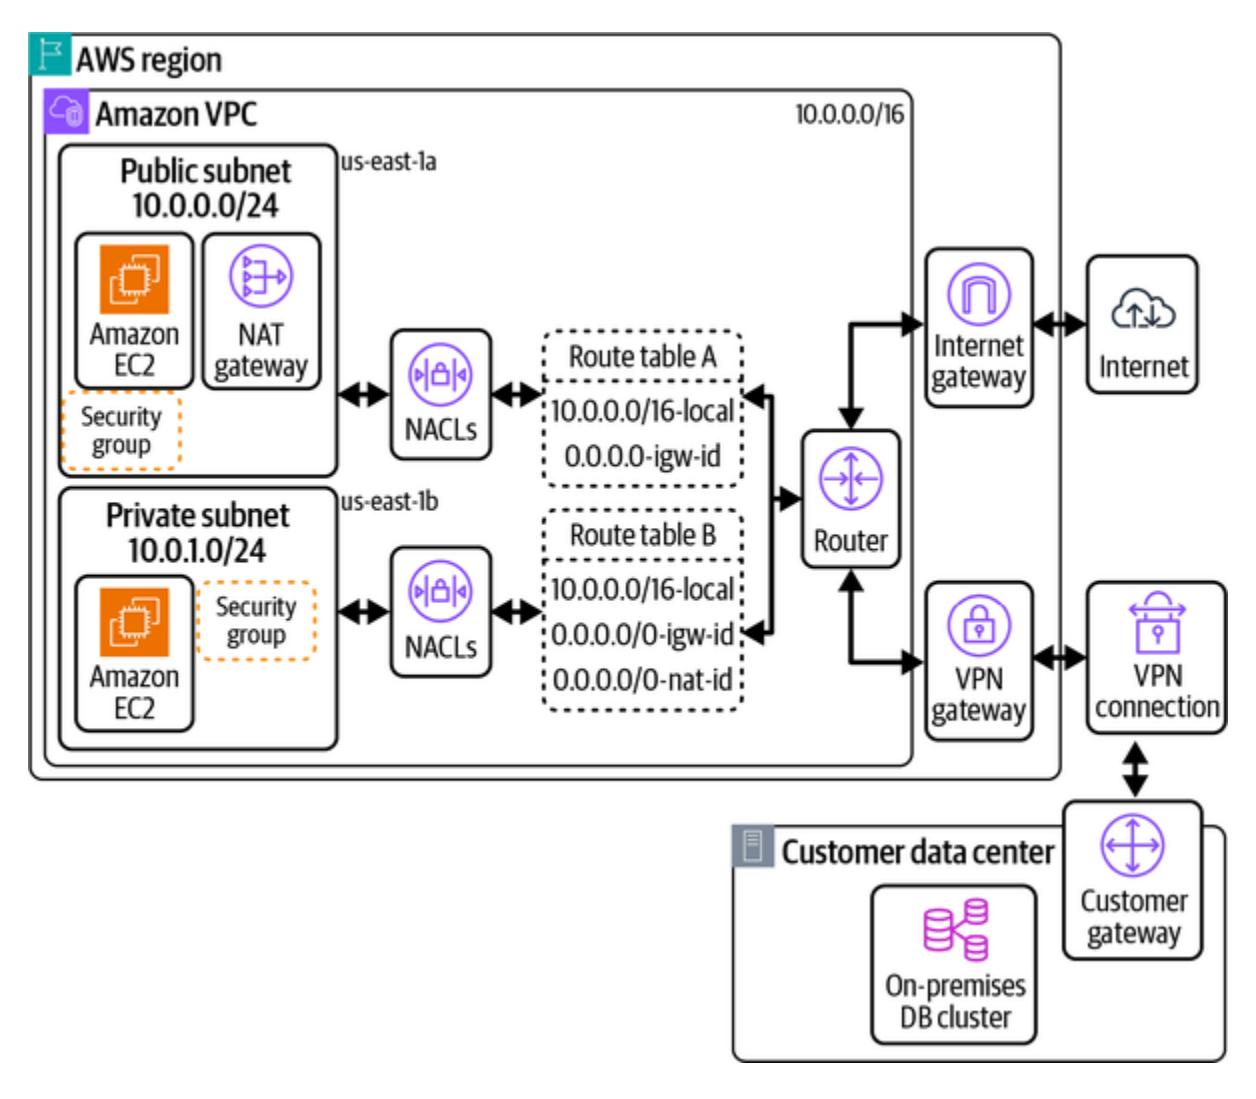 AWS region
Amazon VPC
10.0.0.0/16
Public subnet
10.0.0.0/24
us-east-1a
Amazon
EC2
NAT
gateway
Security
group
NACLs
Route table A
10.0.0.0/16-local
0.0.0.0-igw-id
Private subnet
10.0.1.0/24
us-east-1b
Amazon
EC2
Security
group
NACLs
Route table B
10.0.0.0/16-local
0.0.0.0/0-igw-id
0.0.0.0/0-nat-id
Router
Internet
gateway
Internet
VPN
gateway
VPN
connection
Customer data center
Customer
gateway
On-premises
DB cluster